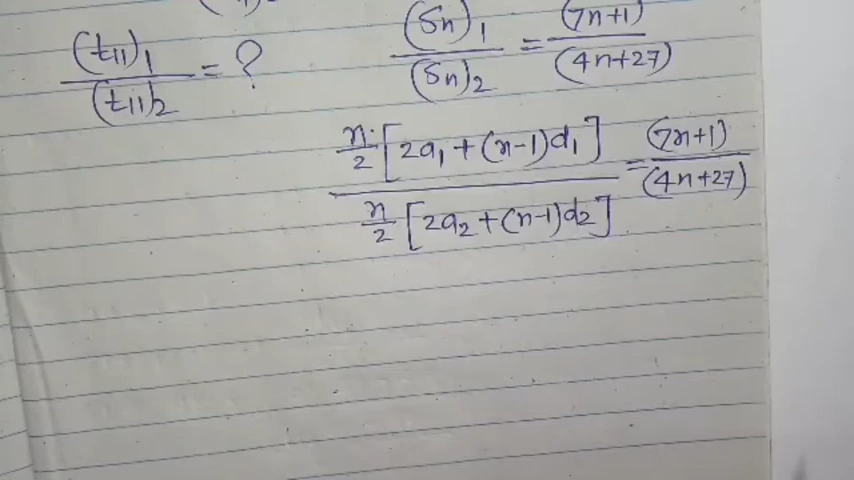 (t11)1 / (t11)2 = ?
(Sn)1 / (Sn)2 = (7n+1) / (4n+27)
n/2 [2a1 + (n-1)d1] / n/2 [2a2 + (n-1)d2] = (7n+1) / (4n+27)